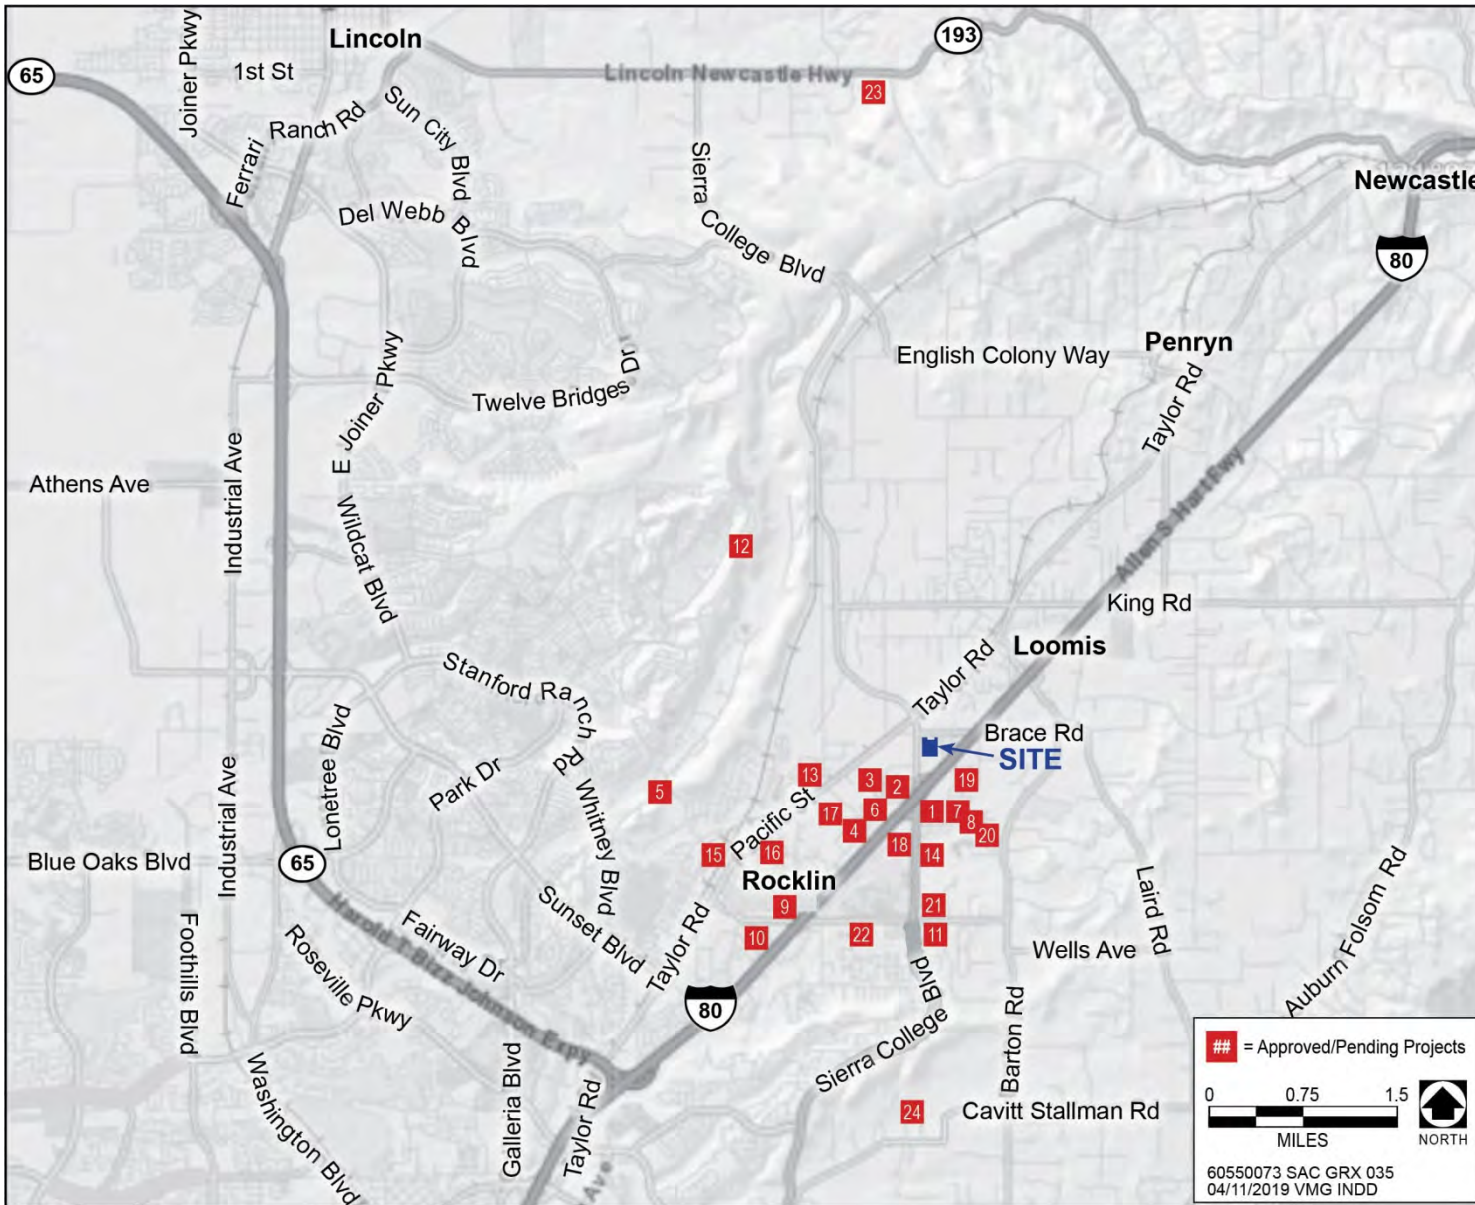 Lincoln
193
65
Joiner Pkwy
1st St
Lincoln Newcastle Hwy
23
Ferrari Ranch Rd
Sun City Blvd
Sierra College Blvd
Newcastle
Del Webb Blvd
80
English Colony Way
Penryn
Taylor Rd
E Joiner Pkwy
Twelve Bridges Dr
Industrial Ave
Athens Ave
Wildcat Blvd
Allen S Hart Fwy
12
King Rd
Loomis
Stanford Ranch Rd
Taylor Rd
Brace Rd
SITE
Lonetree Blvd
Industrial Ave
Park Dr
Whitney Blvd
5
13
3
2
19
Pacific St
17
6
4
1
7
8
20
18
14
15
16
Blue Oaks Blvd
65
Rocklin
Laird Rd
Auburn Folsom Rd
9
21
10
22
11
Wells Ave
Foothills Blvd
Harold T Bizz Johnson Expy
Fairway Dr
Sunset Blvd
Taylor Rd
Roseville Pkwy
80
Sierra College Blvd
Barton Rd
Washington Blvd
Galleria Blvd
Taylor Rd
24
Cavitt Stallman Rd
Ave
## = Approved/Pending Projects
0 0.75 1.5
MILES
NORTH
60550073 SAC GRX 035
04/11/2019 VMG INDD